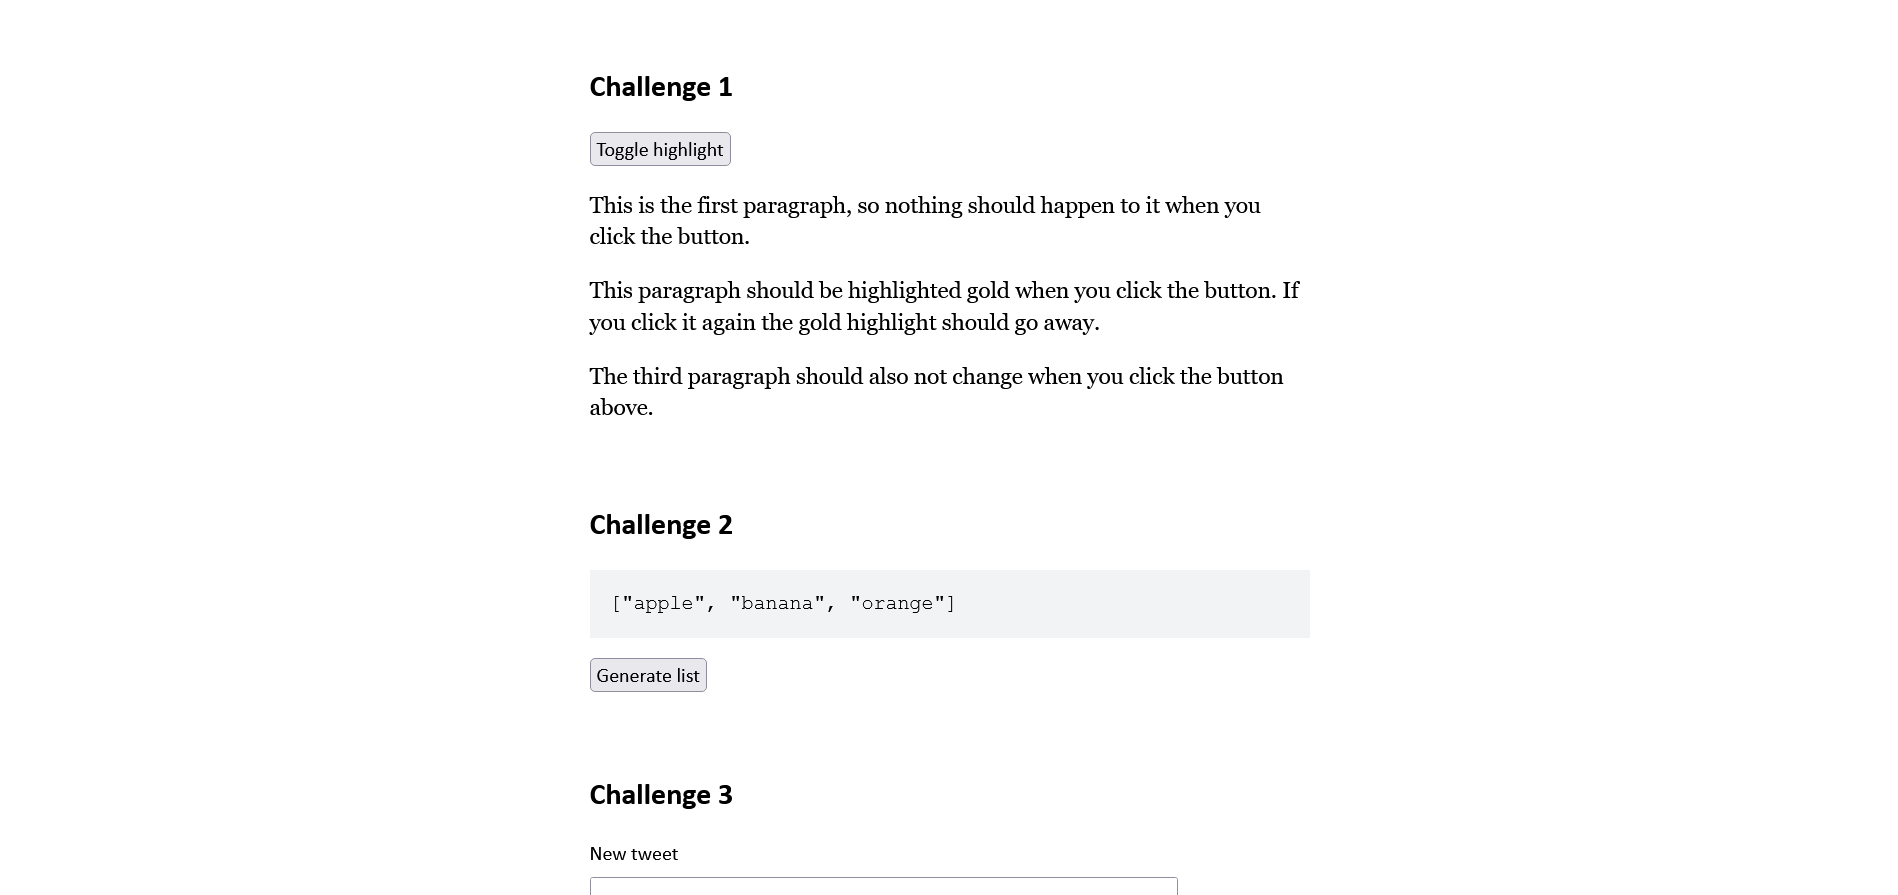 Challenge 1
Toggle highlight
This is the first paragraph, so nothing should happen to it when you
click the button.
This paragraph should be highlighted gold when you click the button. If
you click it again the gold highlight should go away.
The third paragraph should also not change when you click the button
above.
Challenge 2
["apple", "banana", "orange"]
Generate list
Challenge 3
New tweet